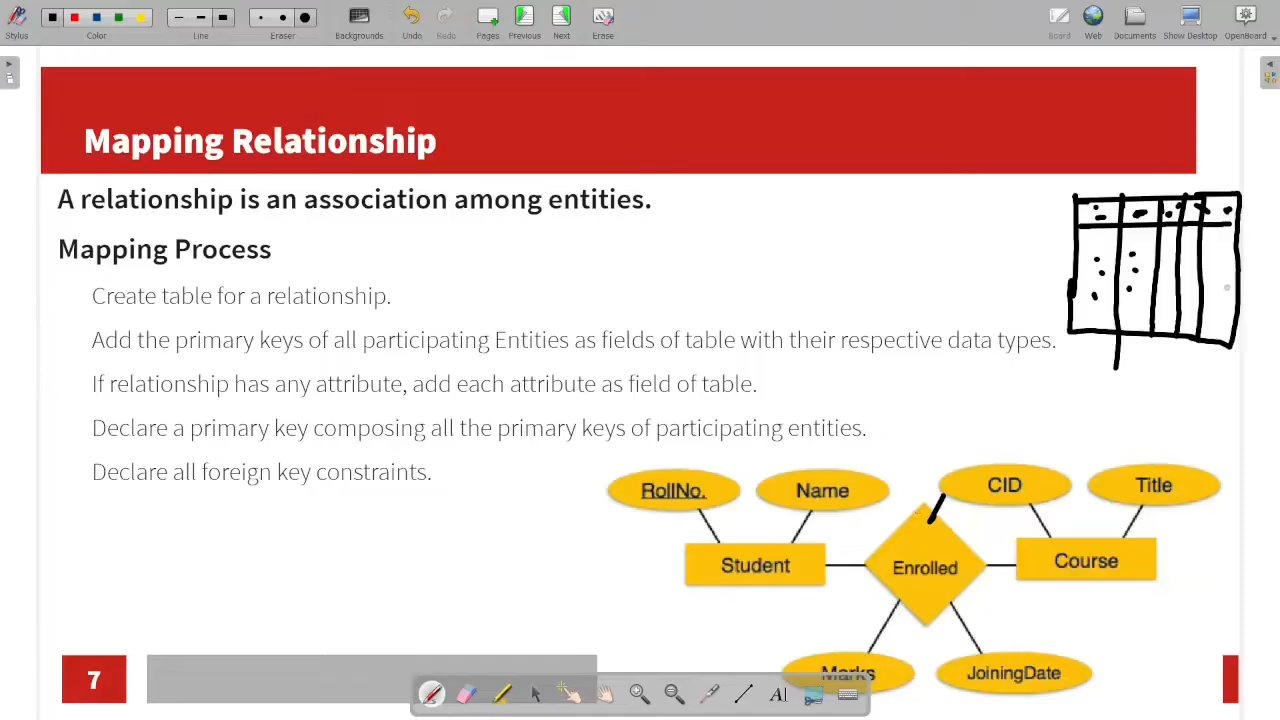 Stylus
Color
Line
Eraser
Backgrounds
Undo
Redo
Pages
Previous
Next
Erase
Board
Web
Documents
Show Desktop
OpenBoard
Mapping Relationship
A relationship is an association among entities.
Mapping Process
Create table for a relationship.
Add the primary keys of all participating Entities as fields of table with their respective data types.
If relationship has any attribute, add each attribute as field of table.
Declare a primary key composing all the primary keys of participating entities.
Declare all foreign key constraints.
RollNo.
Name
CID
Title
Student
Enrolled
Course
Marks
JoiningDate
7
AI